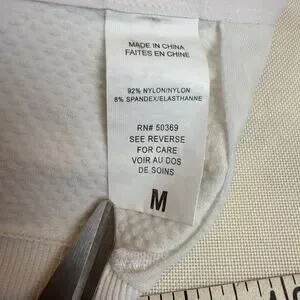 MADE IN CHINA
FAITES EN CHINE
92% NYLON/NYLON
8% SPANDEX/ELASTHANNE
RN# 50369
SEE REVERSE
FOR CARE
VOIR AU DOS
DE SOINS
M